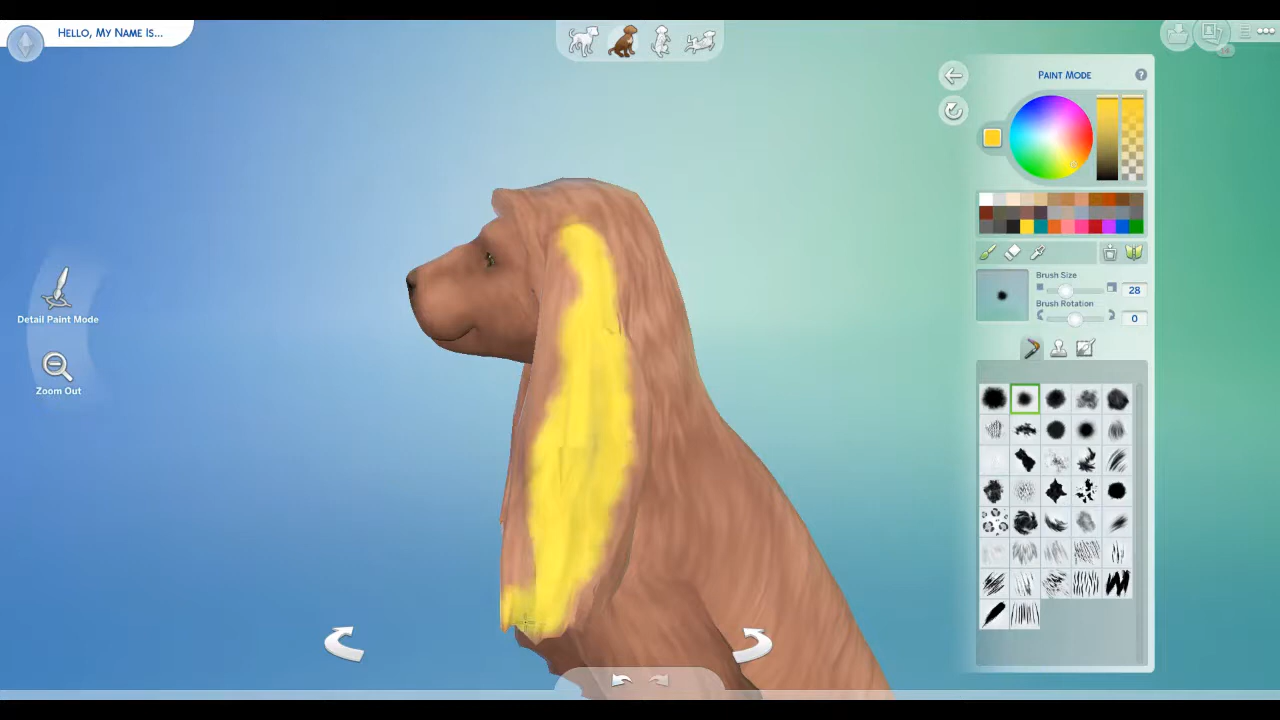 HELLO, MY NAME IS...
PAINT MODE
?
Brush Size
28
Brush Rotation
0
Detail Paint Mode
Zoom Out